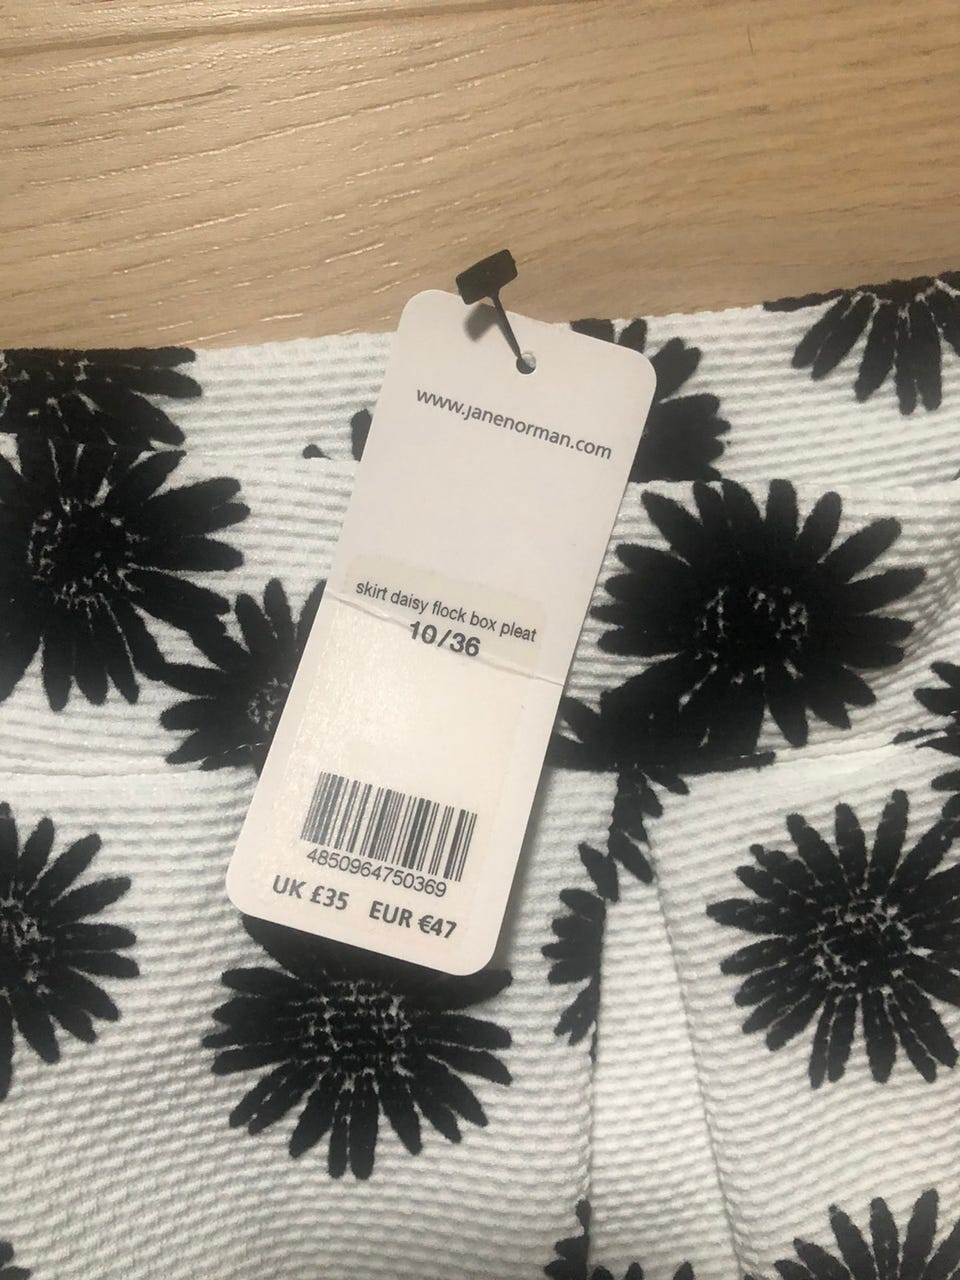 www.janenorman.com
skirt daisy flock box pleat
10/36
4850964750369
UK £35 EUR €47